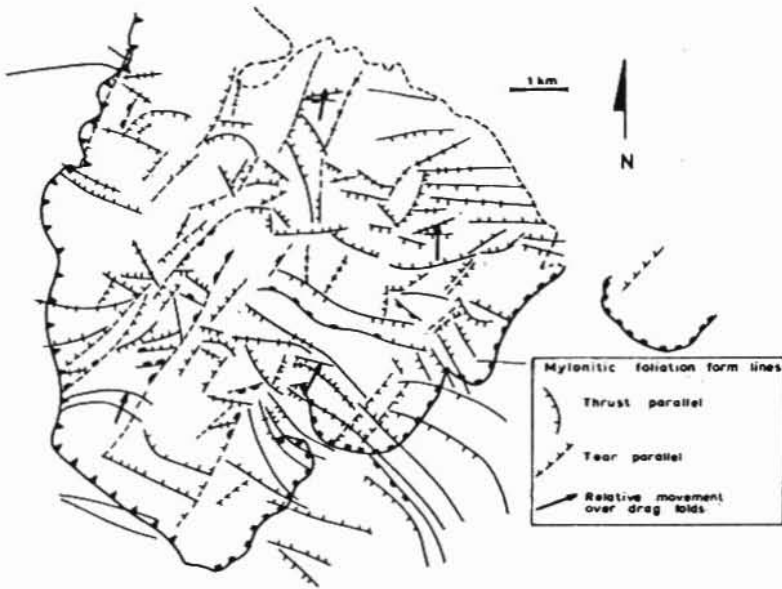 1 km
N
Mylonitic foliation form lines
Thrust parallel
Tear parallel
Relative movement
over drag folds